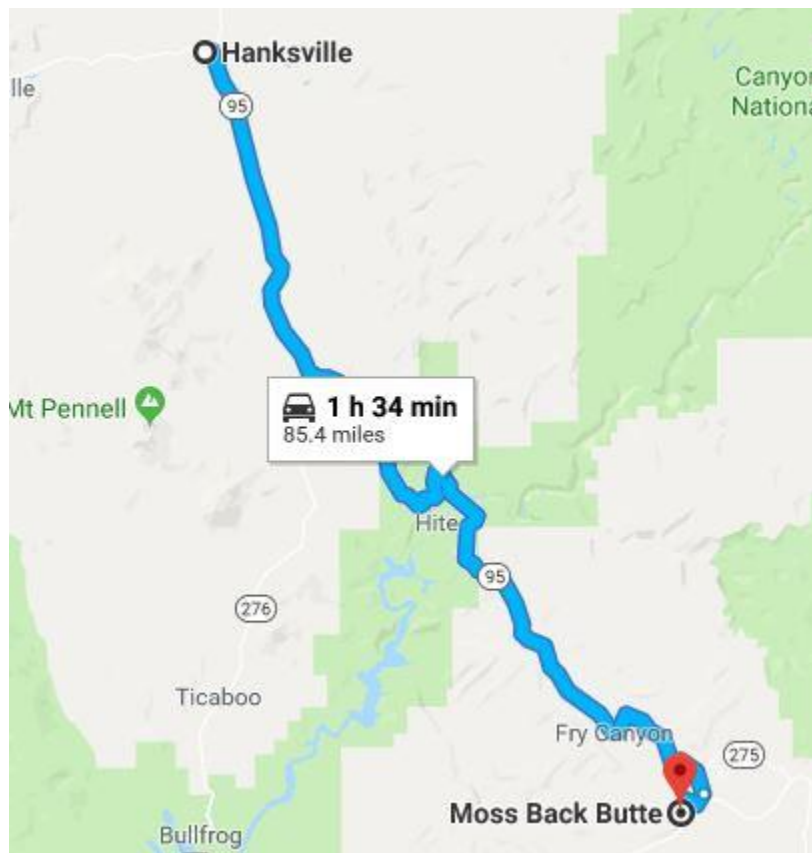 Hanksville
lle
95
Canyon
Nationa
1 h 34 min
85.4 miles
Mt Pennell
Hite
95
276
Ticaboo
Fry Canyon
275
Moss Back Butte
Bullfrog